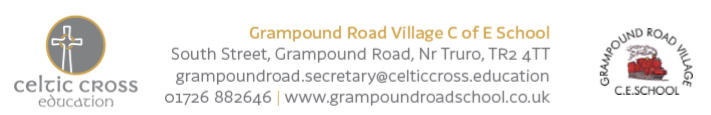 Grampound Road Village C of E School
South Street, Grampound Road, Nr Truro, TR2 4TT
grampoundroad.secretary@celticcross.education
01726 882646 | www.grampoundroadschool.co.uk
celtic cross
education
GRAMPOUND ROAD VILLAGE
C.E.SCHOOL